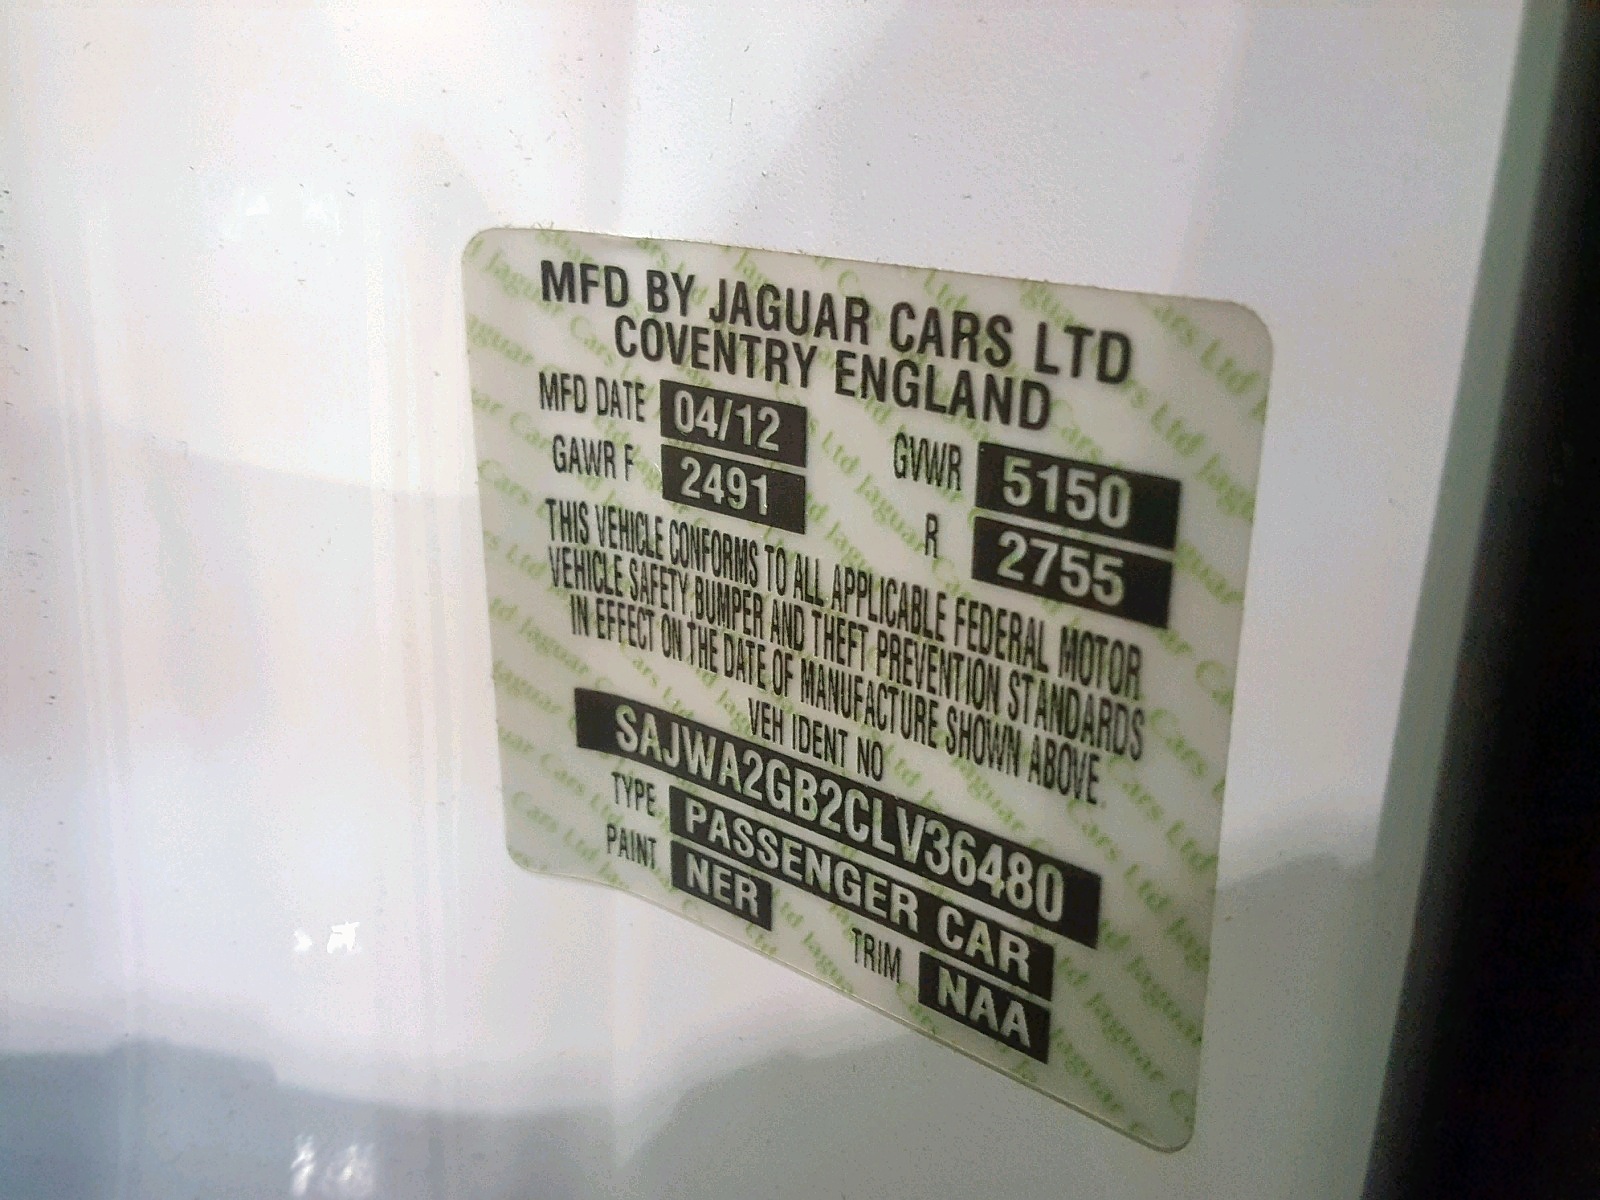 MFD BY JAGUAR CARS LTD
COVENTRY ENGLAND
MFD DATE 04/12 GVWR 5150
GAWR F 2491 R 2755
THIS VEHICLE CONFORMS TO ALL APPLICABLE FEDERAL MOTOR
VEHICLE SAFETY, BUMPER AND THEFT PREVENTION STANDARDS
IN EFFECT ON THE DATE OF MANUFACTURE SHOWN ABOVE.
VEH IDENT NO
SAJWA2GB2CLV36480
TYPE PASSENGER CAR
PAINT NER TRIM NAA